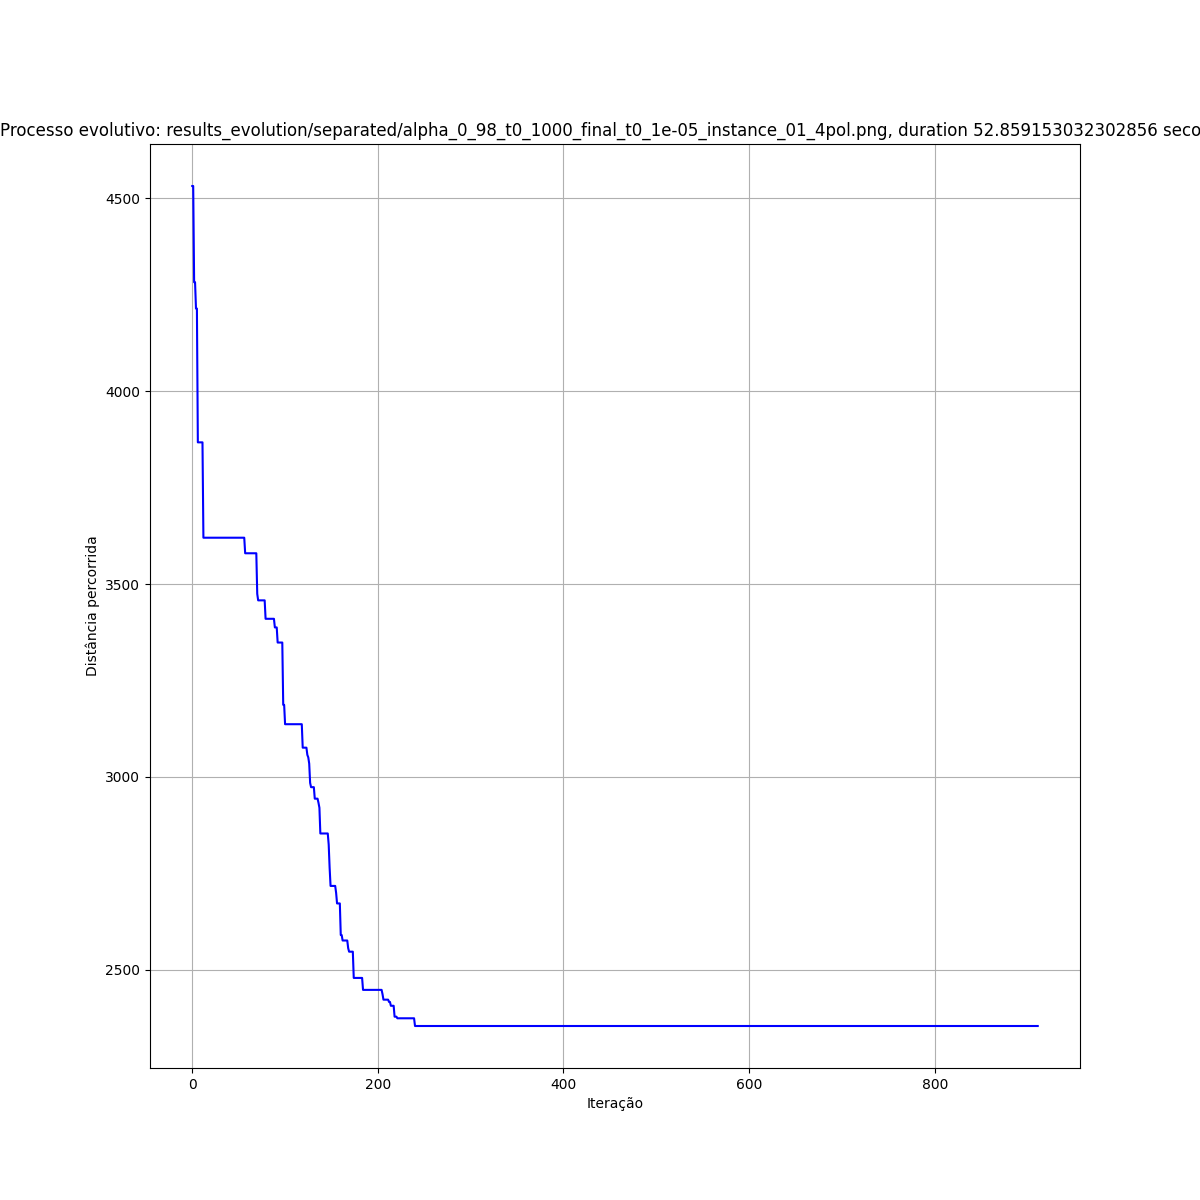 Processo evolutivo: results_evolution/separated/alpha_0_98_t0_1000_final_t0_1e-05_instance_01_4pol.png, duration 52.859153032302856 seco
4500
4000
3500
3000
2500
Distância percorrida
0 200 400 600 800
Iteração